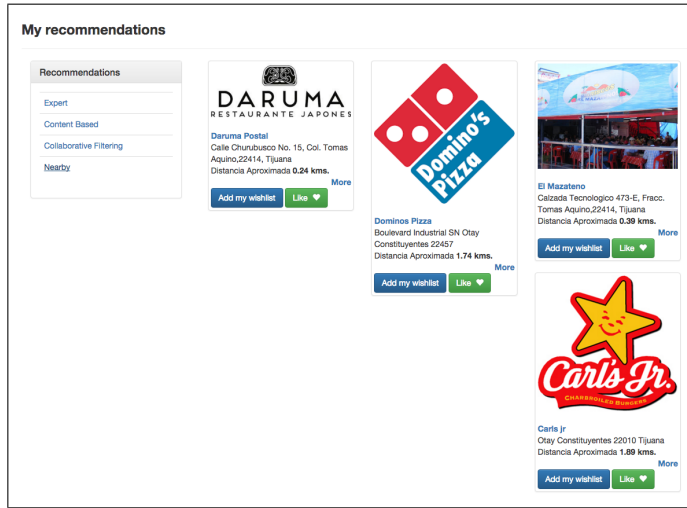 My recommendations
Recommendations
Expert
Content Based
Collaborative Filtering
Nearby
DARUMA
RESTAURANTE JAPONES
Daruma Postal
Calle Churubusco No. 15, Col. Tomas
Aquino,22414, Tijuana
Distancia Aproximada 0.24 kms.
More
Add my wishlist
Like
Domino's
Pizza
Dominos Pizza
Boulevard Industrial SN Otay
Constituyentes 22457
Distancia Aproximada 1.74 kms.
More
Add my wishlist
Like
El Mazateno
Calzada Tecnologico 473-E, Fracc.
Tomas Aquino,22414, Tijuana
Distancia Aproximada 0.39 kms.
More
Add my wishlist
Like
Carl's Jr.
CHARBROILED BURGERS
Carls jr
Otay Constituyentes 22010 Tijuana
Distancia Aproximada 1.89 kms.
More
Add my wishlist
Like